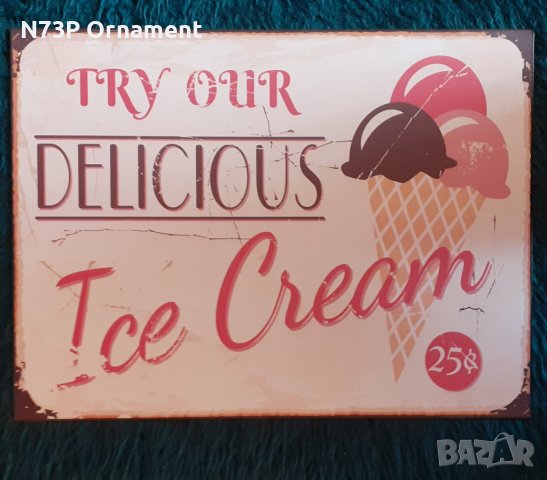 N73P Ornament
TRY OUR
DELICIOUS
Ice Cream
25¢
BAZAR